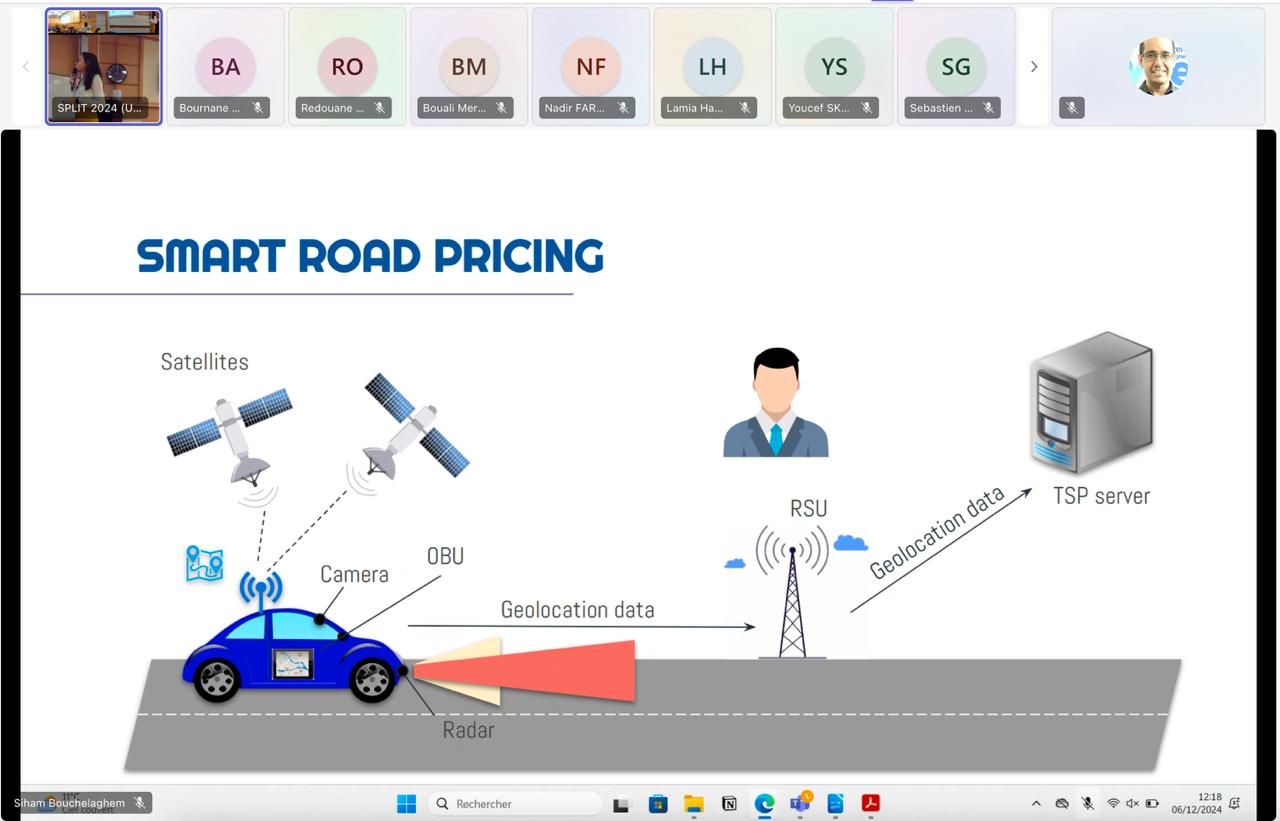 BA
RO
BM
NF
LH
YS
SG
SPLIT 2024 (U...
Bournane ...
Redouane ...
Bouali Mer...
Nadir FAR...
Lamia Ha...
Youcef SK...
Sebastien ...
SMART ROAD PRICING
Satellites
TSP server
RSU
Geolocation data
OBU
Camera
Geolocation data
Radar
Siham Bouchelaghem
Rechercher
12:18
06/12/2024